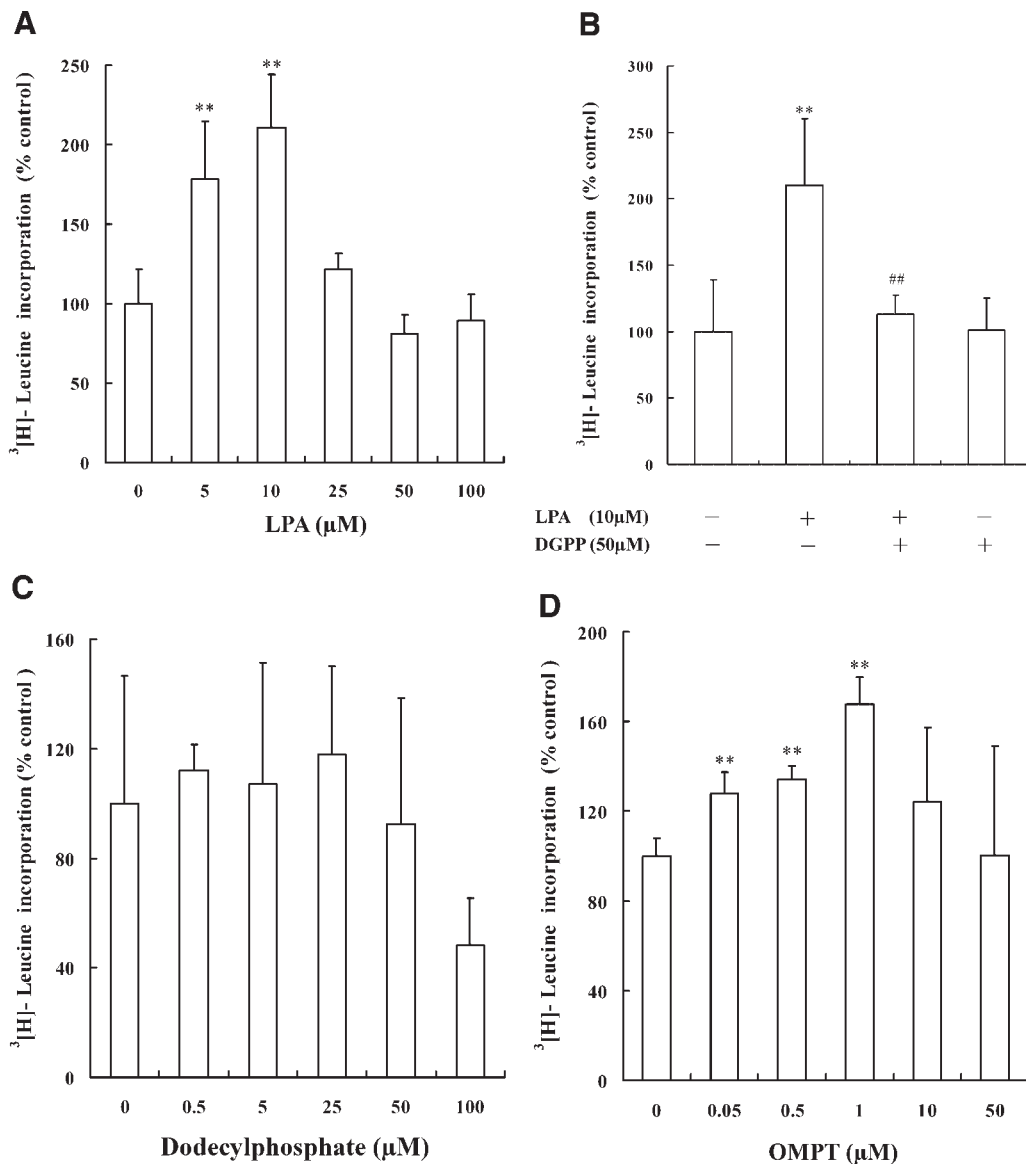 A
³[H]- Leucine incorporation (% control)
250
200
150
100
50
0
** **
0 5 10 25 50 100
LPA (µM)
B
³[H]- Leucine incorporation (% control)
300
250
200
150
100
50
0
**
##
LPA (10µM) — + + —
DGPP (50µM) — — + +
C
³[H]- Leucine incorporation (% control)
160
120
80
40
0
0 0.5 5 25 50 100
Dodecylphosphate (µM)
D
³[H]- Leucine incorporation (% control)
200
160
120
80
40
0
** ** **
0 0.05 0.5 1 10 50
OMPT (µM)